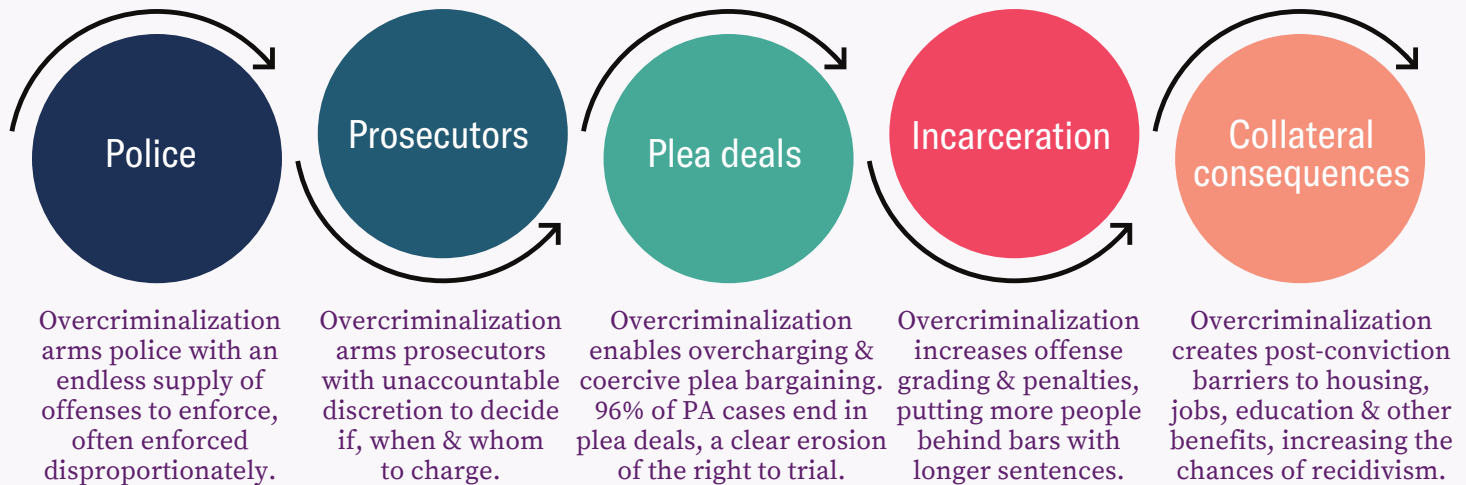 Police
Prosecutors
Plea deals
Incarceration
Collateral
consequences
Overcriminalization
arms police with an
endless supply of
offenses to enforce,
often enforced
disproportionately.
Overcriminalization
arms prosecutors
with unaccountable
discretion to decide
if, when & whom
to charge.
Overcriminalization
enables overcharging &
coercive plea bargaining.
96% of PA cases end in
plea deals, a clear erosion
of the right to trial.
Overcriminalization
increases offense
grading & penalties,
putting more people
behind bars with
longer sentences.
Overcriminalization
creates post-conviction
barriers to housing,
jobs, education & other
benefits, increasing the
chances of recidivism.